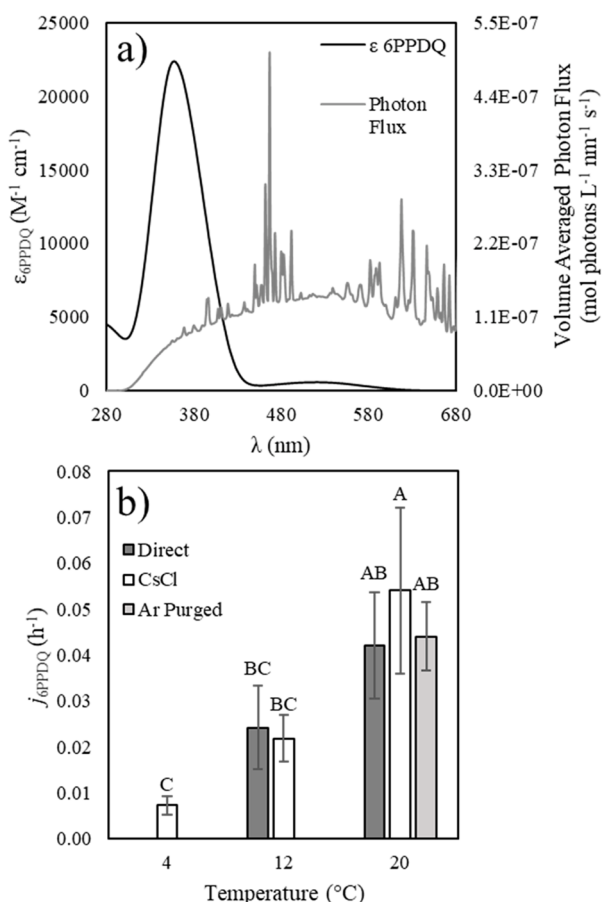 a)
ε 6PPDQ
Photon
Flux
25000
20000
15000
10000
5000
0
ε6PPDQ (M-1 cm-1)
5.5E-07
4.4E-07
3.3E-07
2.2E-07
1.1E-07
0.0E+00
Volume Averaged Photon Flux
(mol photons L-1 nm-1 s-1)
280 380 480 580 680
λ (nm)
b)
Direct
CsCl
Ar Purged
0.08
0.07
0.06
0.05
0.04
0.03
0.02
0.01
0.00
j6PPDQ (h-1)
C
BC
BC
AB
A
AB
4 12 20
Temperature (°C)